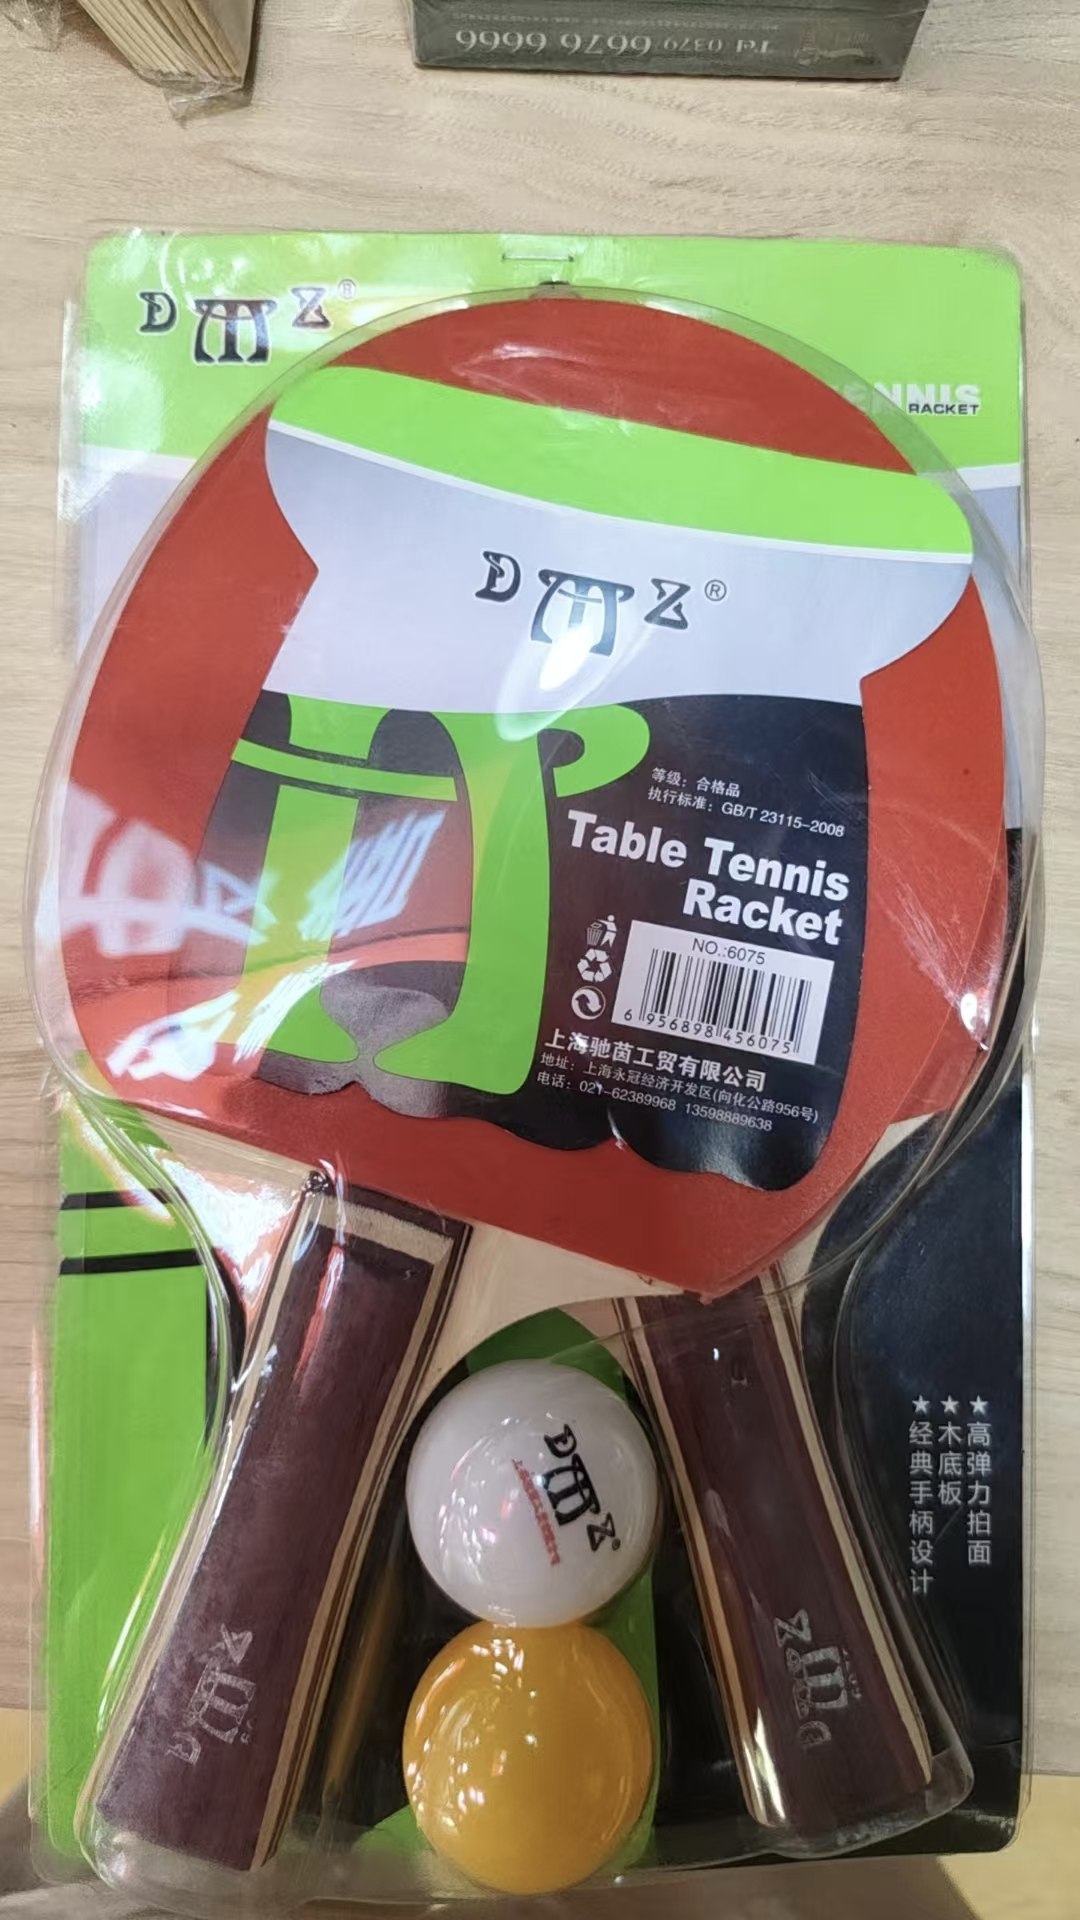 Tel 0379 6676 6666
DMZ®
TENNIS
RACKET
DMZ®
等级：合格品
执行标准：GB/T 23115-2008
Table Tennis
Racket
NO.:6075
6 956898 456075
上海驰茵工贸有限公司
地址：上海永冠经济开发区(向化公路956号)
电话：021-62389968 13598889638
★高弹力拍面
★木底板
★经典手柄设计
DMZ
DMZ
DMZ